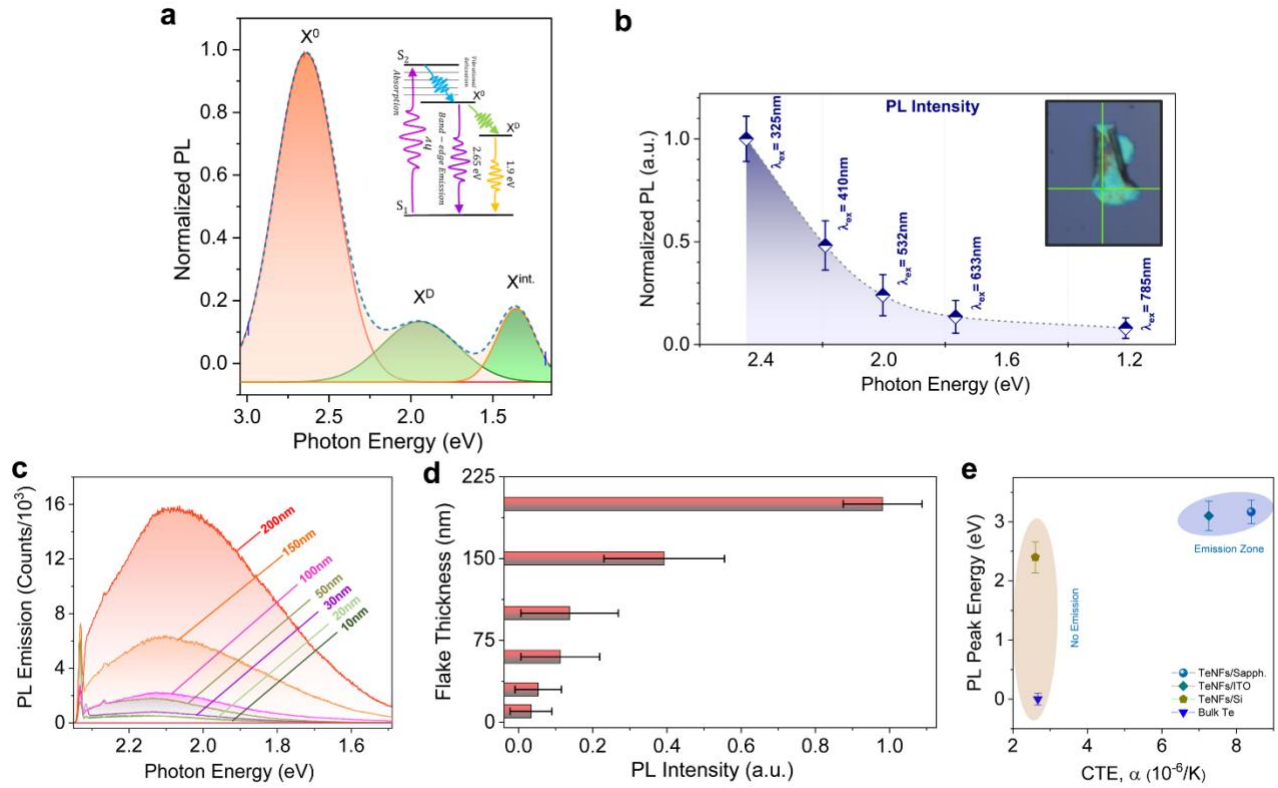 a
X⁰
1.0
0.8
0.6
0.4
0.2
0.0
Normalized PL
Xᴰ
Xⁱⁿᵗ·
3.0 2.5 2.0 1.5
Photon Energy (eV)
S₂
Vibrational
Relaxation
X⁰
Xᴰ
Absorption
hν
Band − edge Emission
2.65 eV
1.9 eV
S₁
b
PL Intensity
1.0
0.5
0.0
Normalized PL (a.u.)
λₑₓ= 325nm
λₑₓ= 410nm
λₑₓ= 532nm
λₑₓ= 633nm
λₑₓ= 785nm
2.4 2.0 1.6 1.2
Photon Energy (eV)
c
16
12
8
4
0
PL Emission (Counts/10³)
200nm
150nm
100nm
50nm
30nm
20nm
10nm
2.2 2.0 1.8 1.6
Photon Energy (eV)
d
225
150
75
0
Flake Thickness (nm)
0.0 0.2 0.4 0.6 0.8 1.0
PL Intensity (a.u.)
e
3
2
1
0
PL Peak Energy (eV)
No Emission
Emission Zone
TeNFs/Sapph.
TeNFs/ITO
TeNFs/Si
Bulk Te
2 4 6 8
CTE, α (10⁻⁶/K)